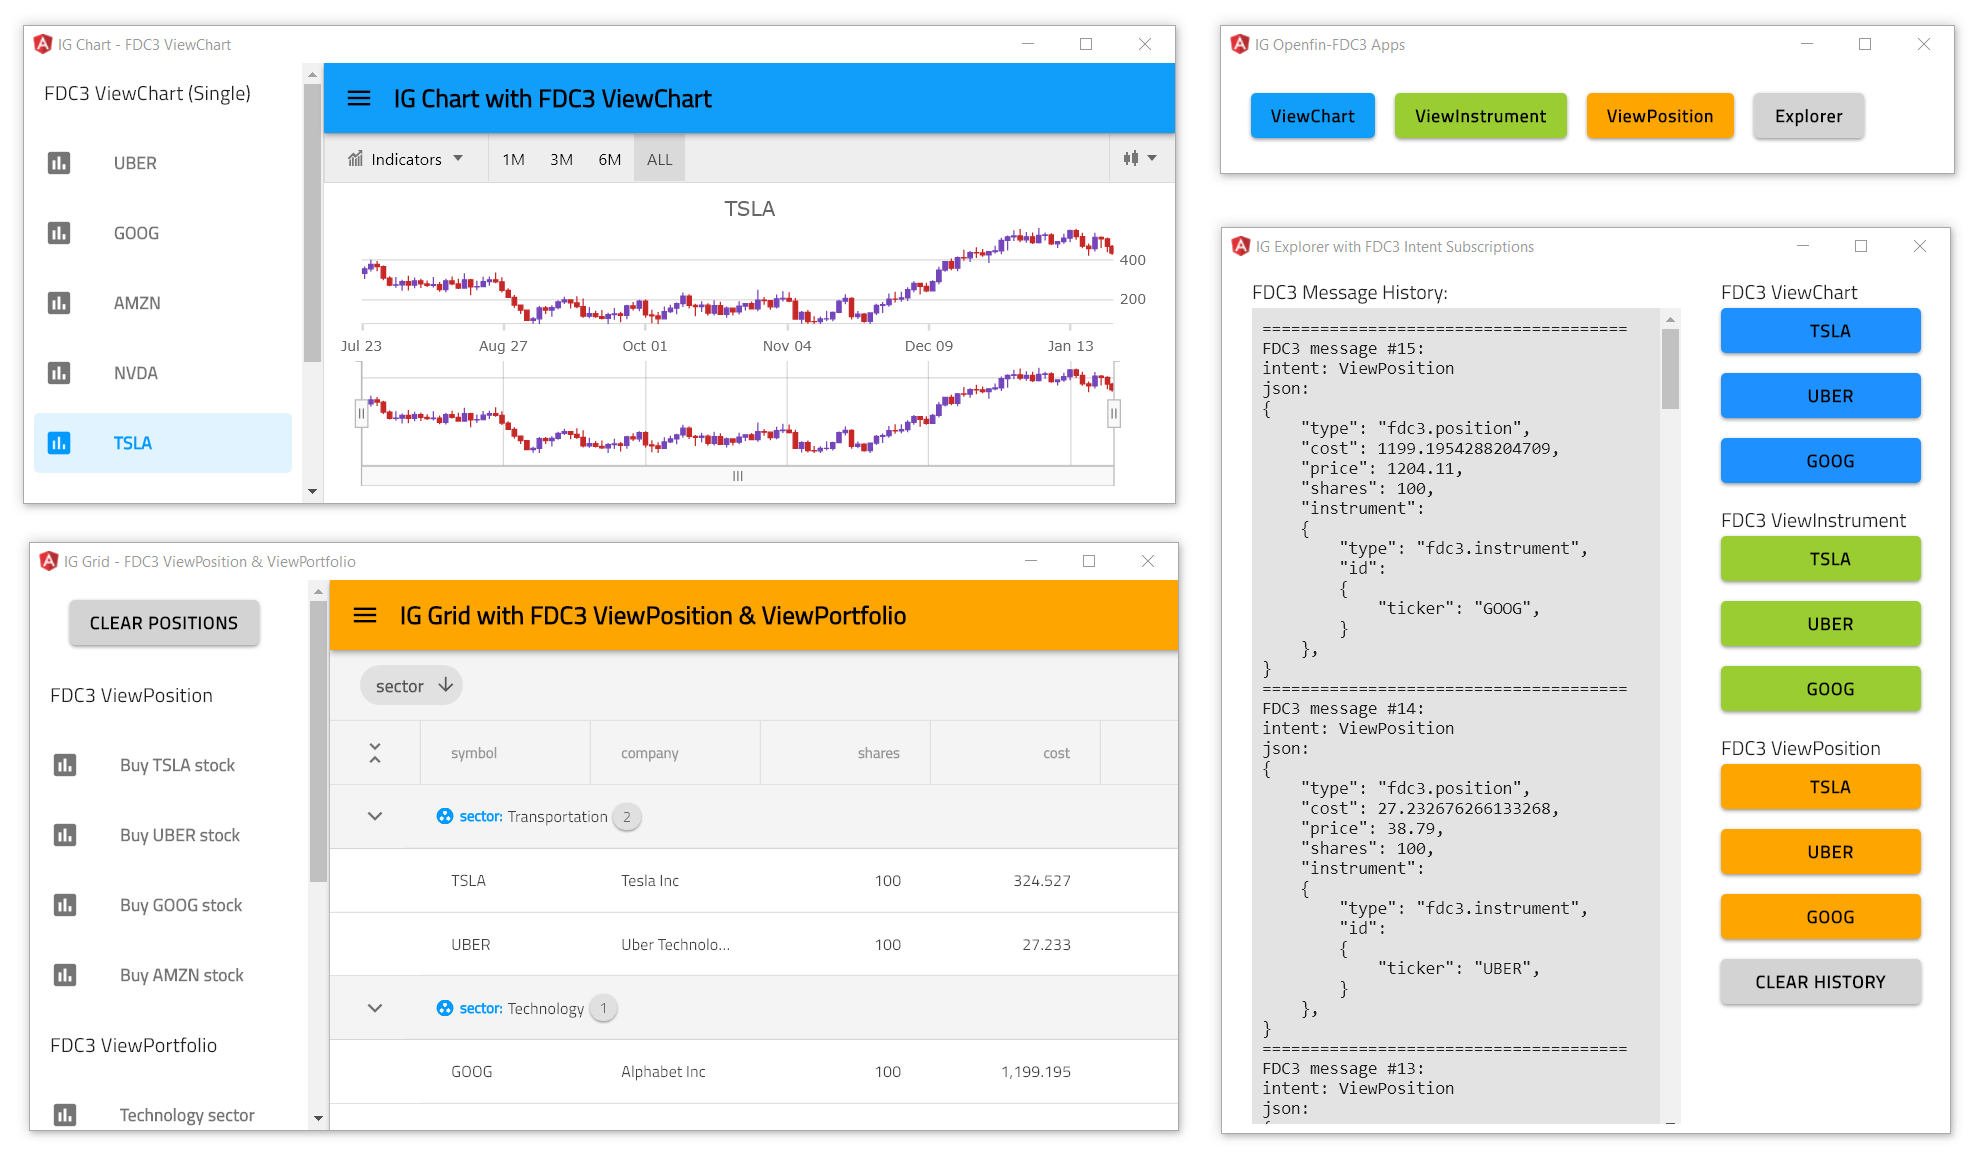 IG Chart - FDC3 ViewChart
FDC3 ViewChart (Single)
UBER
GOOG
AMZN
NVDA
TSLA
IG Chart with FDC3 ViewChart
Indicators
1M 3M 6M ALL
TSLA
400
200
Jul 23 Aug 27 Oct 01 Nov 04 Dec 09 Jan 13
IG Openfin-FDC3 Apps
ViewChart ViewInstrument ViewPosition Explorer
IG Grid - FDC3 ViewPosition & ViewPortfolio
CLEAR POSITIONS
FDC3 ViewPosition
Buy TSLA stock
Buy UBER stock
Buy GOOG stock
Buy AMZN stock
FDC3 ViewPortfolio
Technology sector
IG Grid with FDC3 ViewPosition & ViewPortfolio
sector
symbol company shares cost
sector: Transportation 2
TSLA Tesla Inc 100 324.527
UBER Uber Technolo... 100 27.233
sector: Technology 1
GOOG Alphabet Inc 100 1,199.195
IG Explorer with FDC3 Intent Subscriptions
FDC3 Message History:
======================================
FDC3 message #15:
intent: ViewPosition
json:
{
    "type": "fdc3.position",
    "cost": 1199.1954288204709,
    "price": 1204.11,
    "shares": 100,
    "instrument":
    {
        "type": "fdc3.instrument",
        "id":
        {
            "ticker": "GOOG",
        }
    },
}
======================================
FDC3 message #14:
intent: ViewPosition
json:
{
    "type": "fdc3.position",
    "cost": 27.232676266133268,
    "price": 38.79,
    "shares": 100,
    "instrument":
    {
        "type": "fdc3.instrument",
        "id":
        {
            "ticker": "UBER",
        }
    },
}
======================================
FDC3 message #13:
intent: ViewPosition
json:
{
FDC3 ViewChart
TSLA
UBER
GOOG
FDC3 ViewInstrument
TSLA
UBER
GOOG
FDC3 ViewPosition
TSLA
UBER
GOOG
CLEAR HISTORY